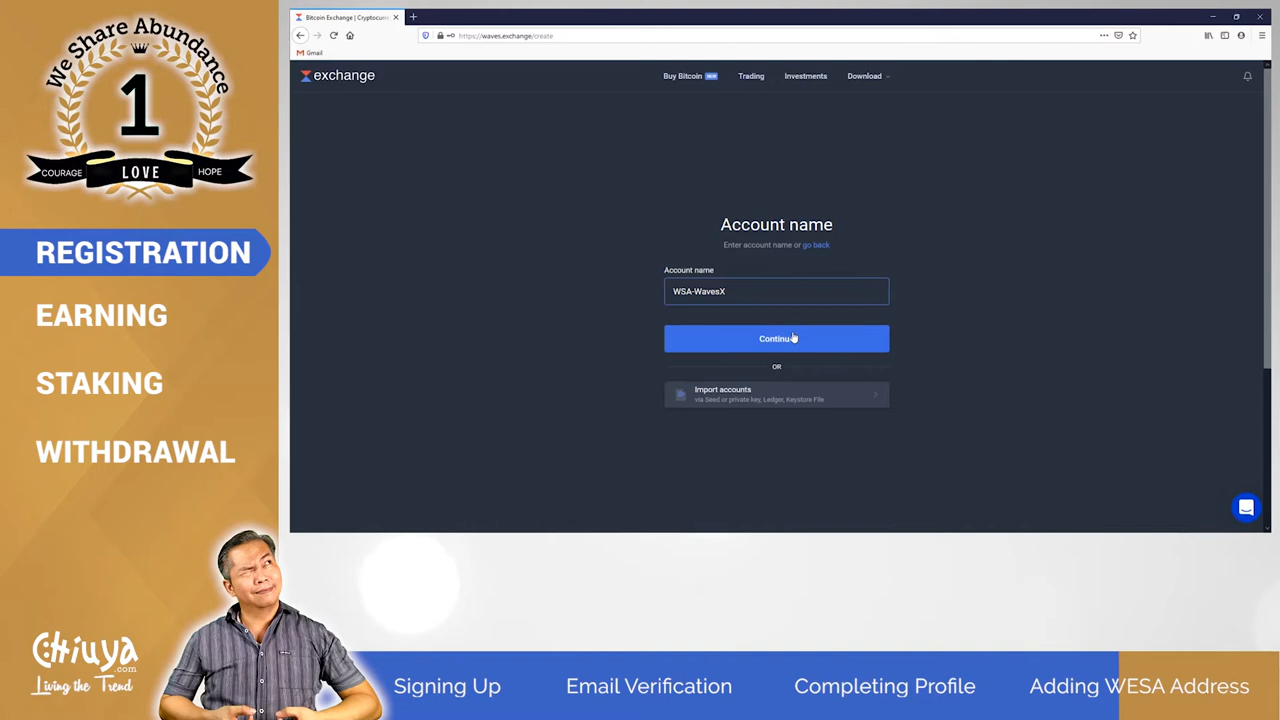 We Share Abundance
1
COURAGE
LOVE
HOPE
REGISTRATION
EARNING
STAKING
WITHDRAWAL
CHiUYA
.com
Living the Trend
Bitcoin Exchange | Cryptocurre
https://waves.exchange/create
Gmail
exchange
Buy Bitcoin NEW
Trading
Investments
Download
Account name
Enter account name or go back
Account name
WSA-WavesX
Continu
OR
Import accounts
via Seed or private key, Ledger, Keystore File
Signing Up
Email Verification
Completing Profile
Adding WESA Address